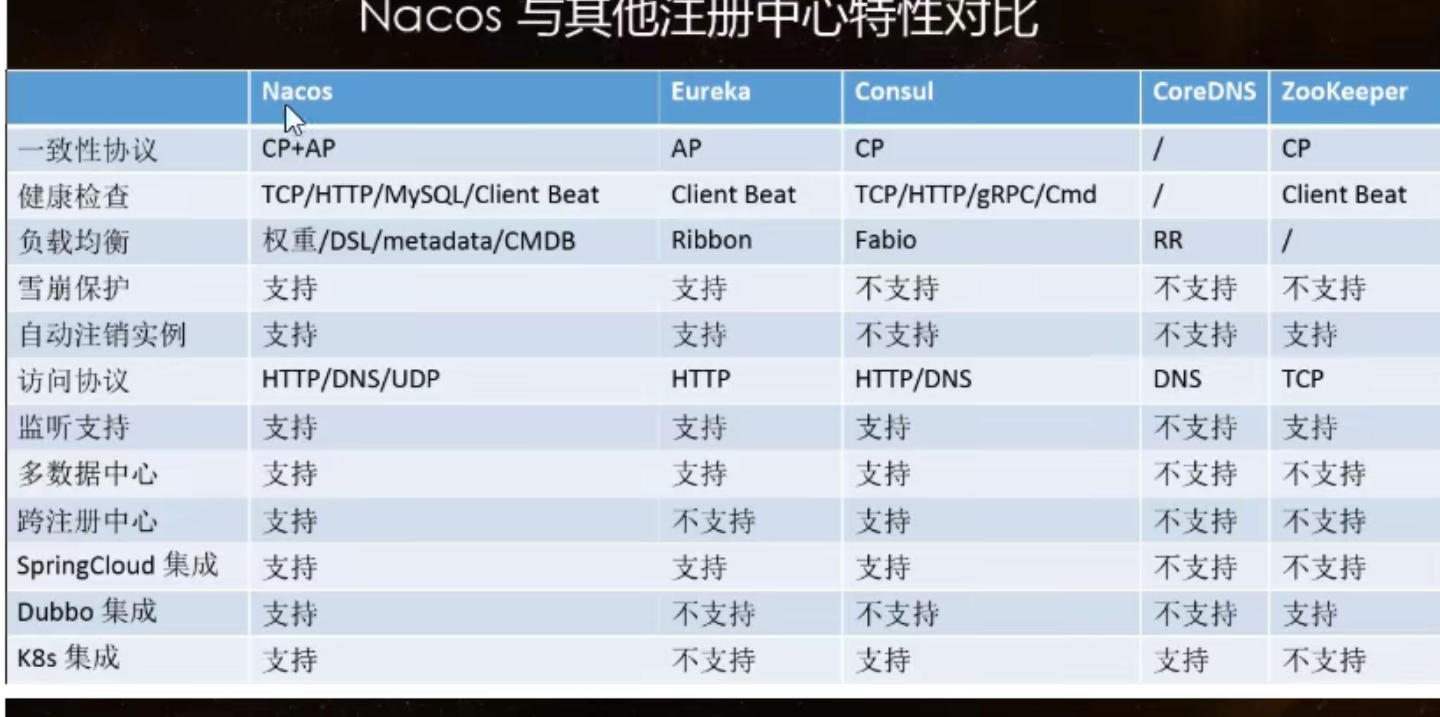 Nacos 与其他注册中心特性对比
Nacos Eureka Consul CoreDNS ZooKeeper
一致性协议 CP+AP AP CP / CP
健康检查 TCP/HTTP/MySQL/Client Beat Client Beat TCP/HTTP/gRPC/Cmd / Client Beat
负载均衡 权重/DSL/metadata/CMDB Ribbon Fabio RR /
雪崩保护 支持 支持 不支持 不支持 不支持
自动注销实例 支持 支持 不支持 不支持 支持
访问协议 HTTP/DNS/UDP HTTP HTTP/DNS DNS TCP
监听支持 支持 支持 支持 不支持 支持
多数据中心 支持 支持 支持 不支持 不支持
跨注册中心 支持 不支持 支持 不支持 不支持
SpringCloud 集成 支持 支持 支持 不支持 不支持
Dubbo 集成 支持 不支持 不支持 不支持 支持
K8s 集成 支持 不支持 支持 支持 不支持